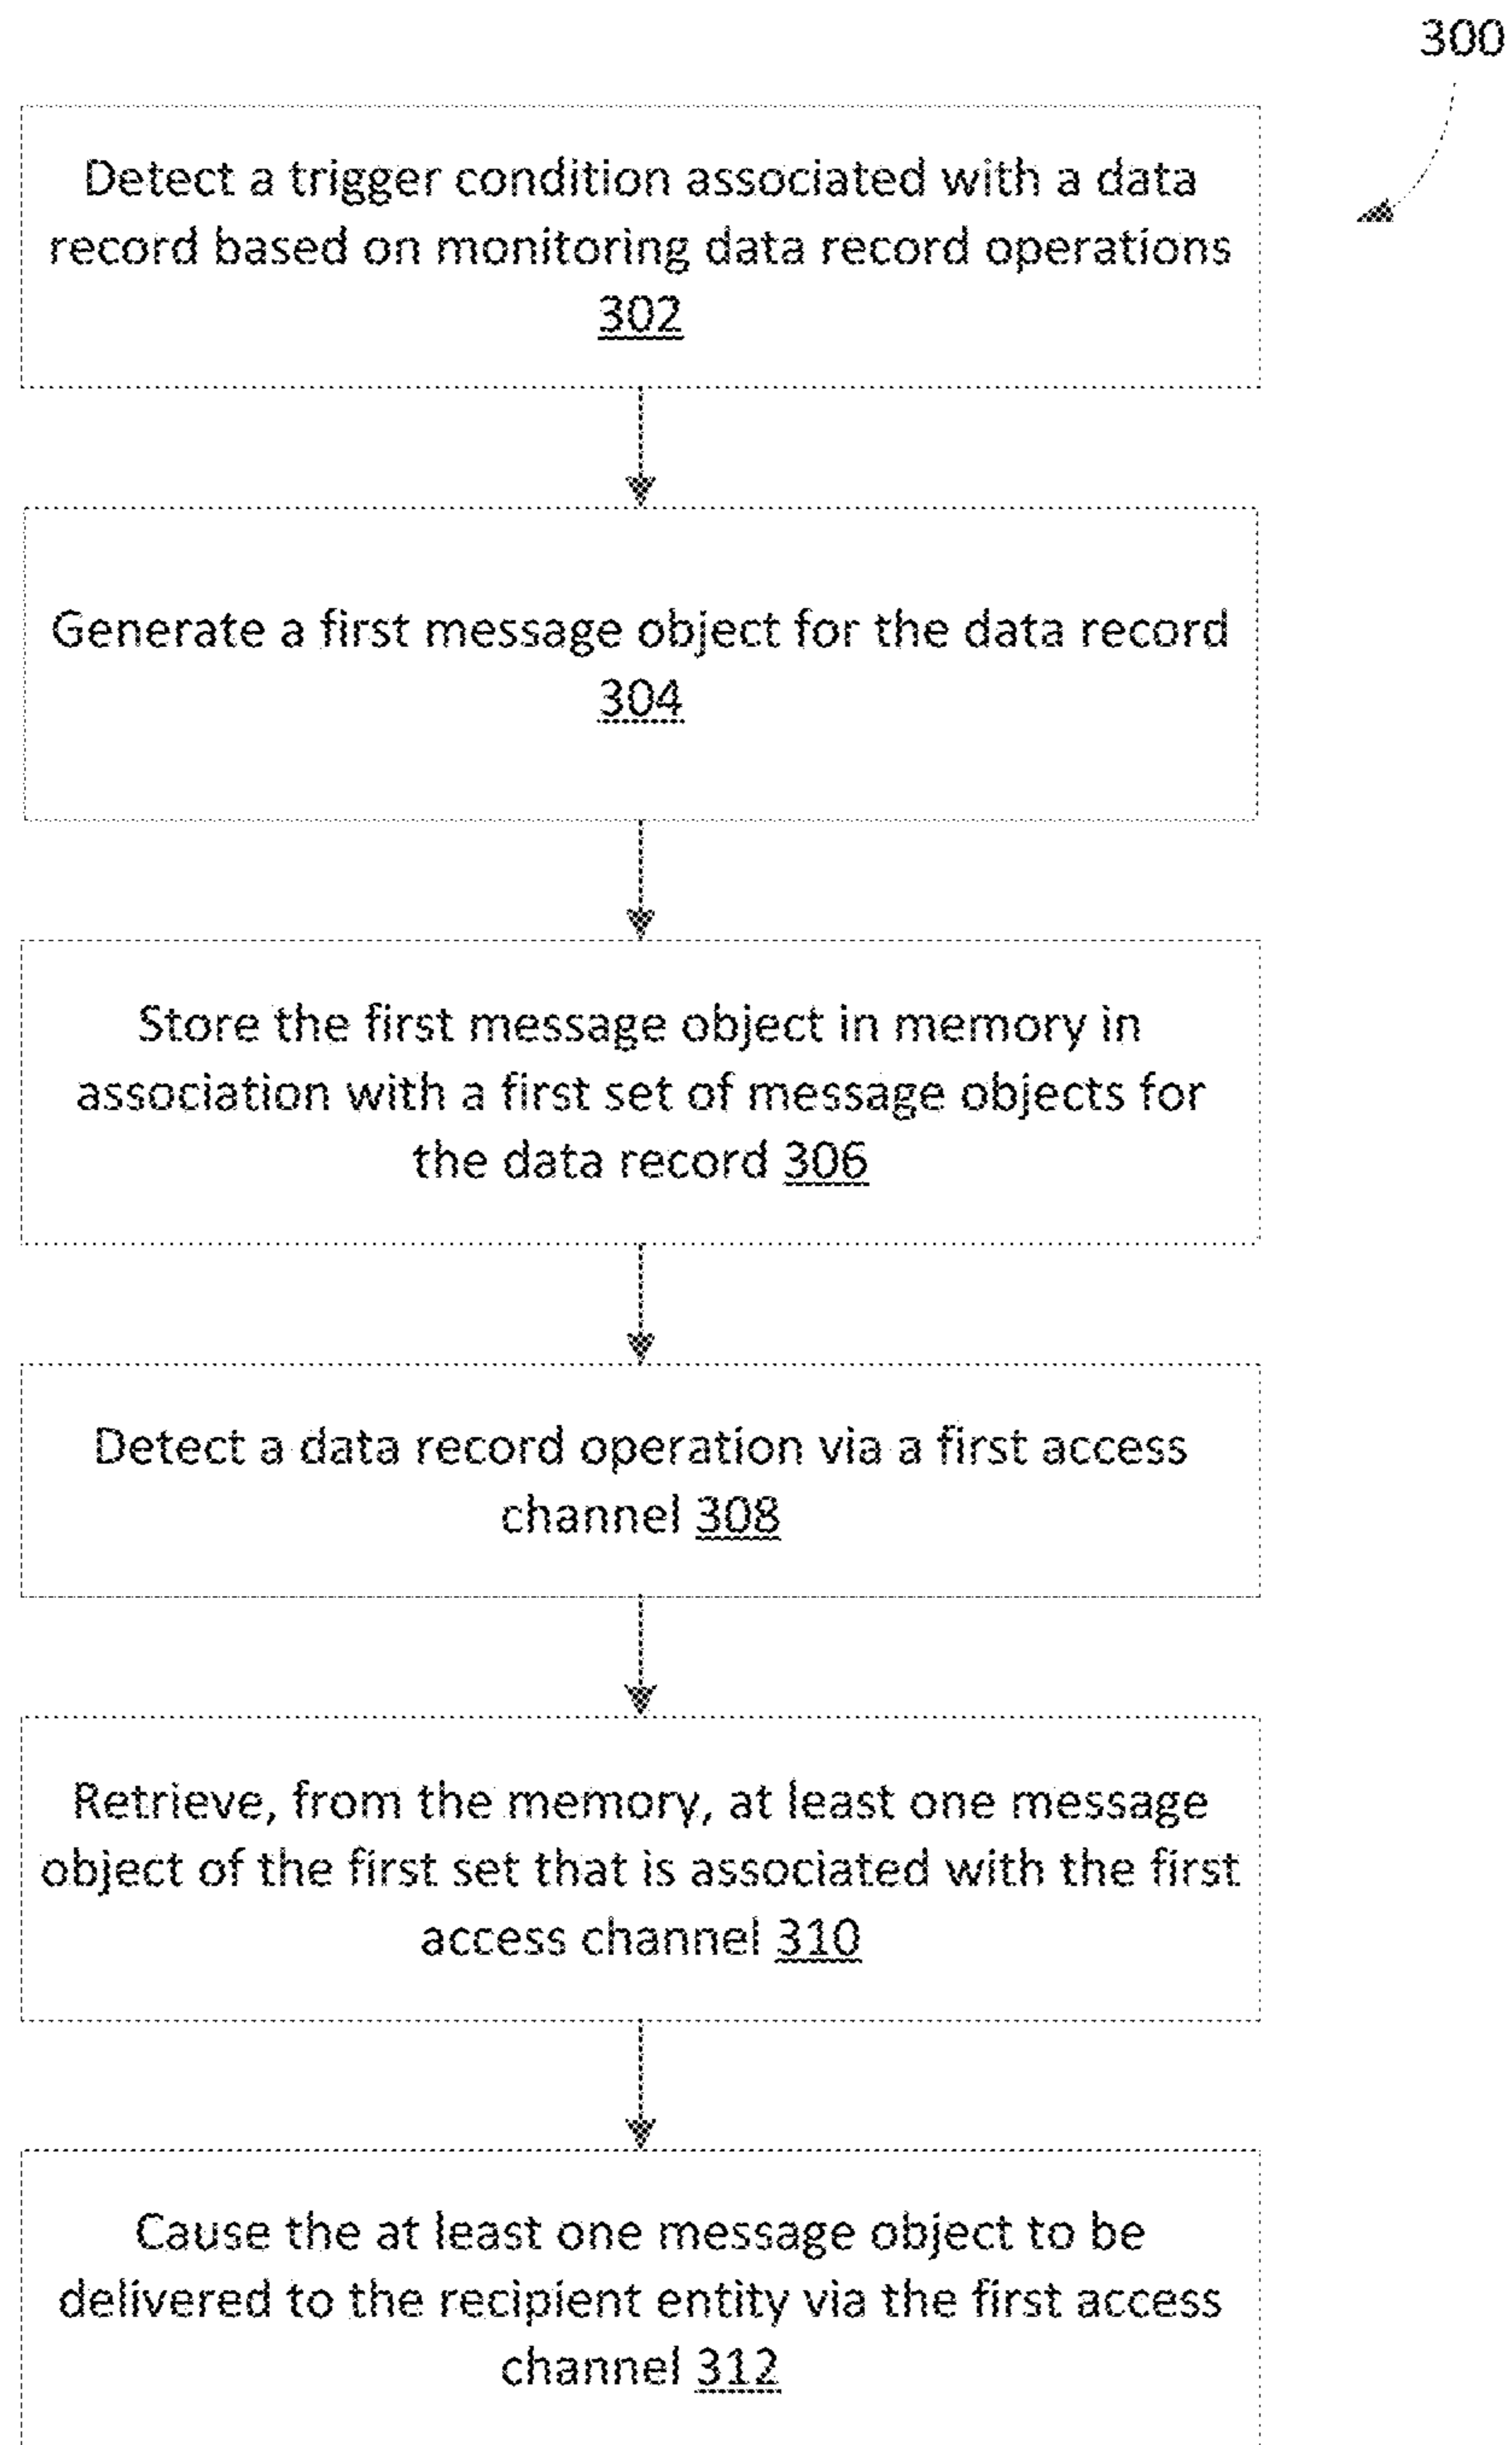 300
Detect a trigger condition associated with a data
record based on monitoring data record operations
302
Generate a first message object for the data record
304
Store the first message object in memory in
association with a first set of message objects for
the data record 306
Detect a data record operation via a first access
channel 308
Retrieve, from the memory, at least one message
object of the first set that is associated with the first
access channel 310
Cause the at least one message object to be
delivered to the recipient entity via the first access
channel 312